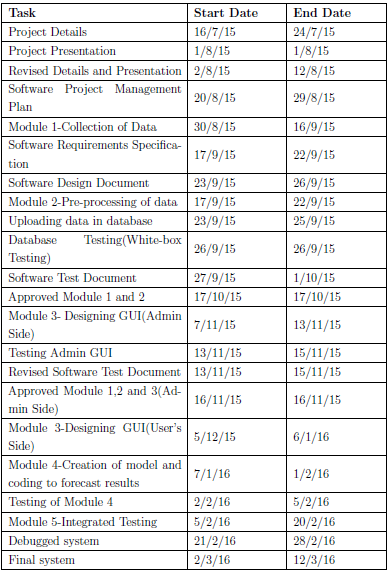 Task Start Date End Date
Project Details 16/7/15 24/7/15
Project Presentation 1/8/15 1/8/15
Revised Details and Presentation 2/8/15 12/8/15
Software Project Management
Plan 20/8/15 29/8/15
Module 1-Collection of Data 30/8/15 16/9/15
Software Requirements Specifica-
tion 17/9/15 22/9/15
Software Design Document 23/9/15 26/9/15
Module 2-Pre-processing of data 17/9/15 22/9/15
Uploading data in database 23/9/15 25/9/15
Database Testing(White-box
Testing) 26/9/15 26/9/15
Software Test Document 27/9/15 1/10/15
Approved Module 1 and 2 17/10/15 17/10/15
Module 3- Designing GUI(Admin
Side) 7/11/15 13/11/15
Testing Admin GUI 13/11/15 15/11/15
Revised Software Test Document 13/11/15 15/11/15
Approved Module 1,2 and 3(Ad-
min Side) 16/11/15 16/11/15
Module 3-Designing GUI(User's
Side) 5/12/15 6/1/16
Module 4-Creation of model and
coding to forecast results 7/1/16 1/2/16
Testing of Module 4 2/2/16 5/2/16
Module 5-Integrated Testing 5/2/16 20/2/16
Debugged system 21/2/16 28/2/16
Final system 2/3/16 12/3/16